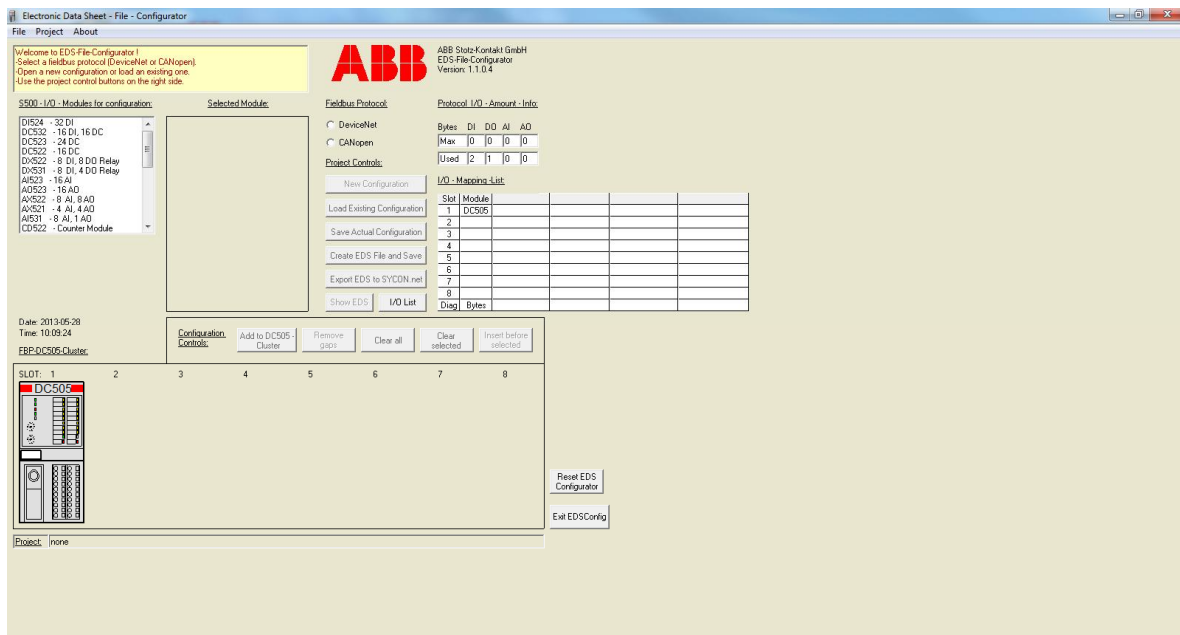 Electronic Data Sheet - File - Configurator
File Project About
Welcome to EDS-File-Configurator !
-Select a fieldbus protocol (DeviceNet or CANopen).
-Open a new configuration or load an existing one.
-Use the project control buttons on the right side.
ABB
ABB Stotz-Kontakt GmbH
EDS-File-Configurator
Version: 1.1.0.4
S500 - I/O - Modules for configuration:
DI524 - 32 DI
DC532 - 16 DI, 16 DC
DC523 - 24 DC
DC522 - 16 DC
DX522 - 8 DI, 8 DO Relay
DX531 - 8 DI, 4 DO Relay
AI523 - 16 AI
AO523 - 16 AO
AX522 - 8 AI, 8 AO
AX521 - 4 AI, 4 AO
AI531 - 8 AI, 1 AO
CD522 - Counter Module
Selected Module:
Fieldbus Protocol:
DeviceNet
CANopen
Project Controls:
New Configuration
Load Existing Configuration
Save Actual Configuration
Create EDS File and Save
Export EDS to SYCON.net
Show EDS I/O List
Protocol I/O - Amount - Info:
Bytes DI DO AI AO
Max 0 0 0 0
Used 2 1 0 0
I/O - Mapping -List:
Slot Module
1 DC505
2
3
4
5
6
7
8
Diag Bytes
Date: 2013-05-28
Time: 10:09:24
FBP-DC505-Cluster:
Configuration
Controls:
Add to DC505 -
Cluster
Remove
gaps
Clear all
Clear
selected
Insert before
selected
SLOT: 1 2 3 4 5 6 7 8
DC505
Reset EDS
Configurator
Exit EDSConfig
Project: none